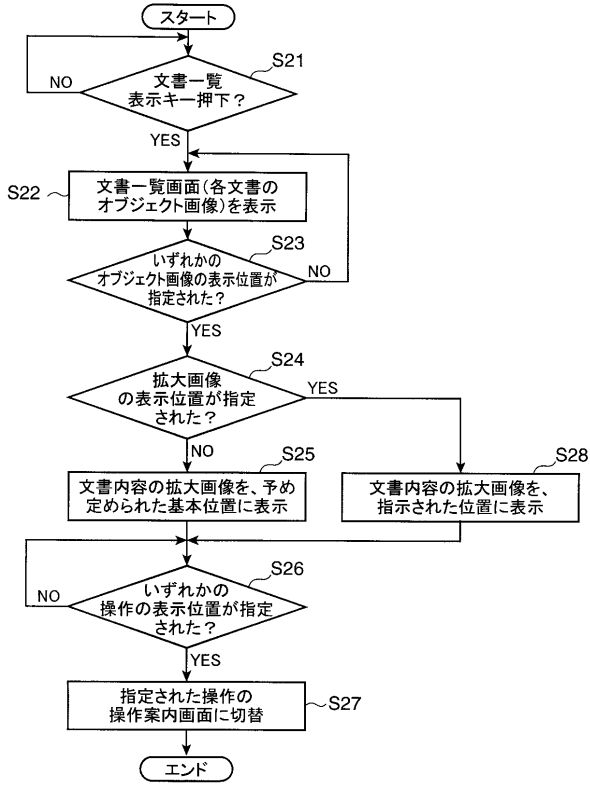 スタート
S21
文書一覧
表示キー押下？
NO
YES
S22
文書一覧画面(各文書の
オブジェクト画像)を表示
S23
いずれかの
オブジェクト画像の表示位置が
指定された？
NO
YES
S24
拡大画像
の表示位置が指定
された？
YES
NO
S25
文書内容の拡大画像を、予め
定められた基本位置に表示
S28
文書内容の拡大画像を、
指示された位置に表示
S26
いずれかの
操作の表示位置が指定
された？
NO
YES
指定された操作の
操作案内画面に切替
S27
エンド